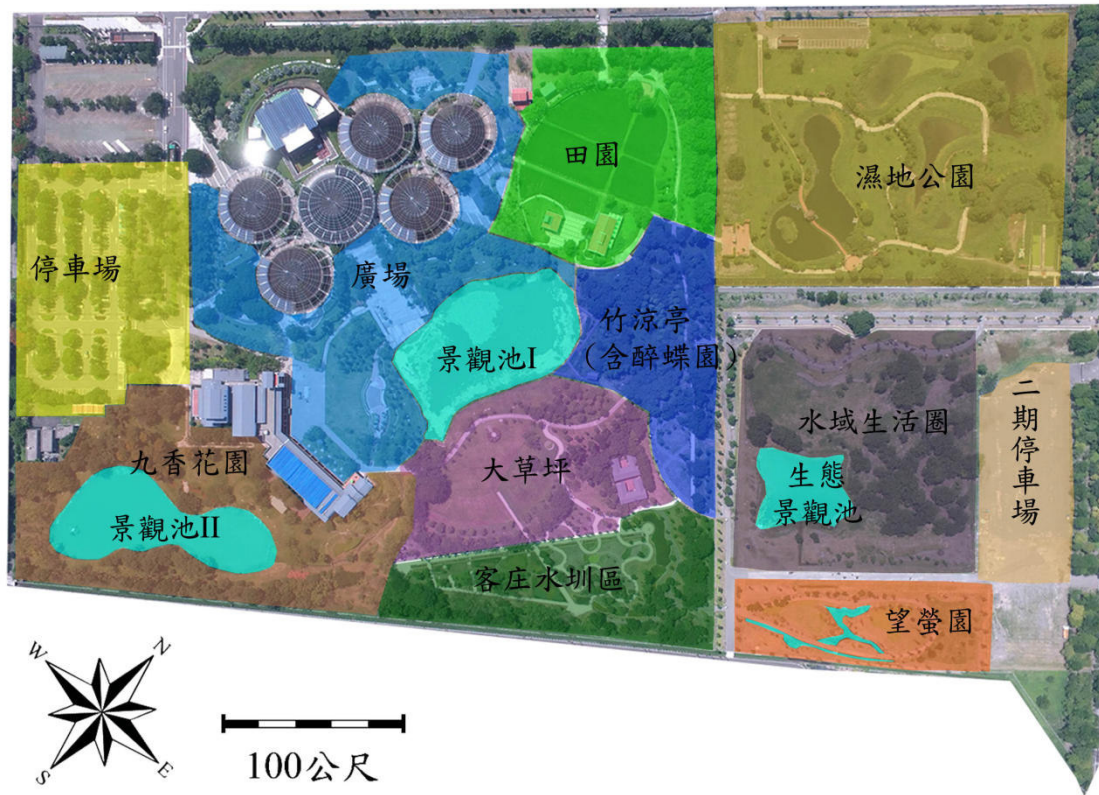 田園
濕地公園
停車場
廣場
竹涼亭
（含醉蝶園）
景觀池I
二期停車場
水域生活圈
九香花園
大草坪
生態
景觀池
景觀池II
客庄水圳區
望螢園
W
N
S
E
100公尺